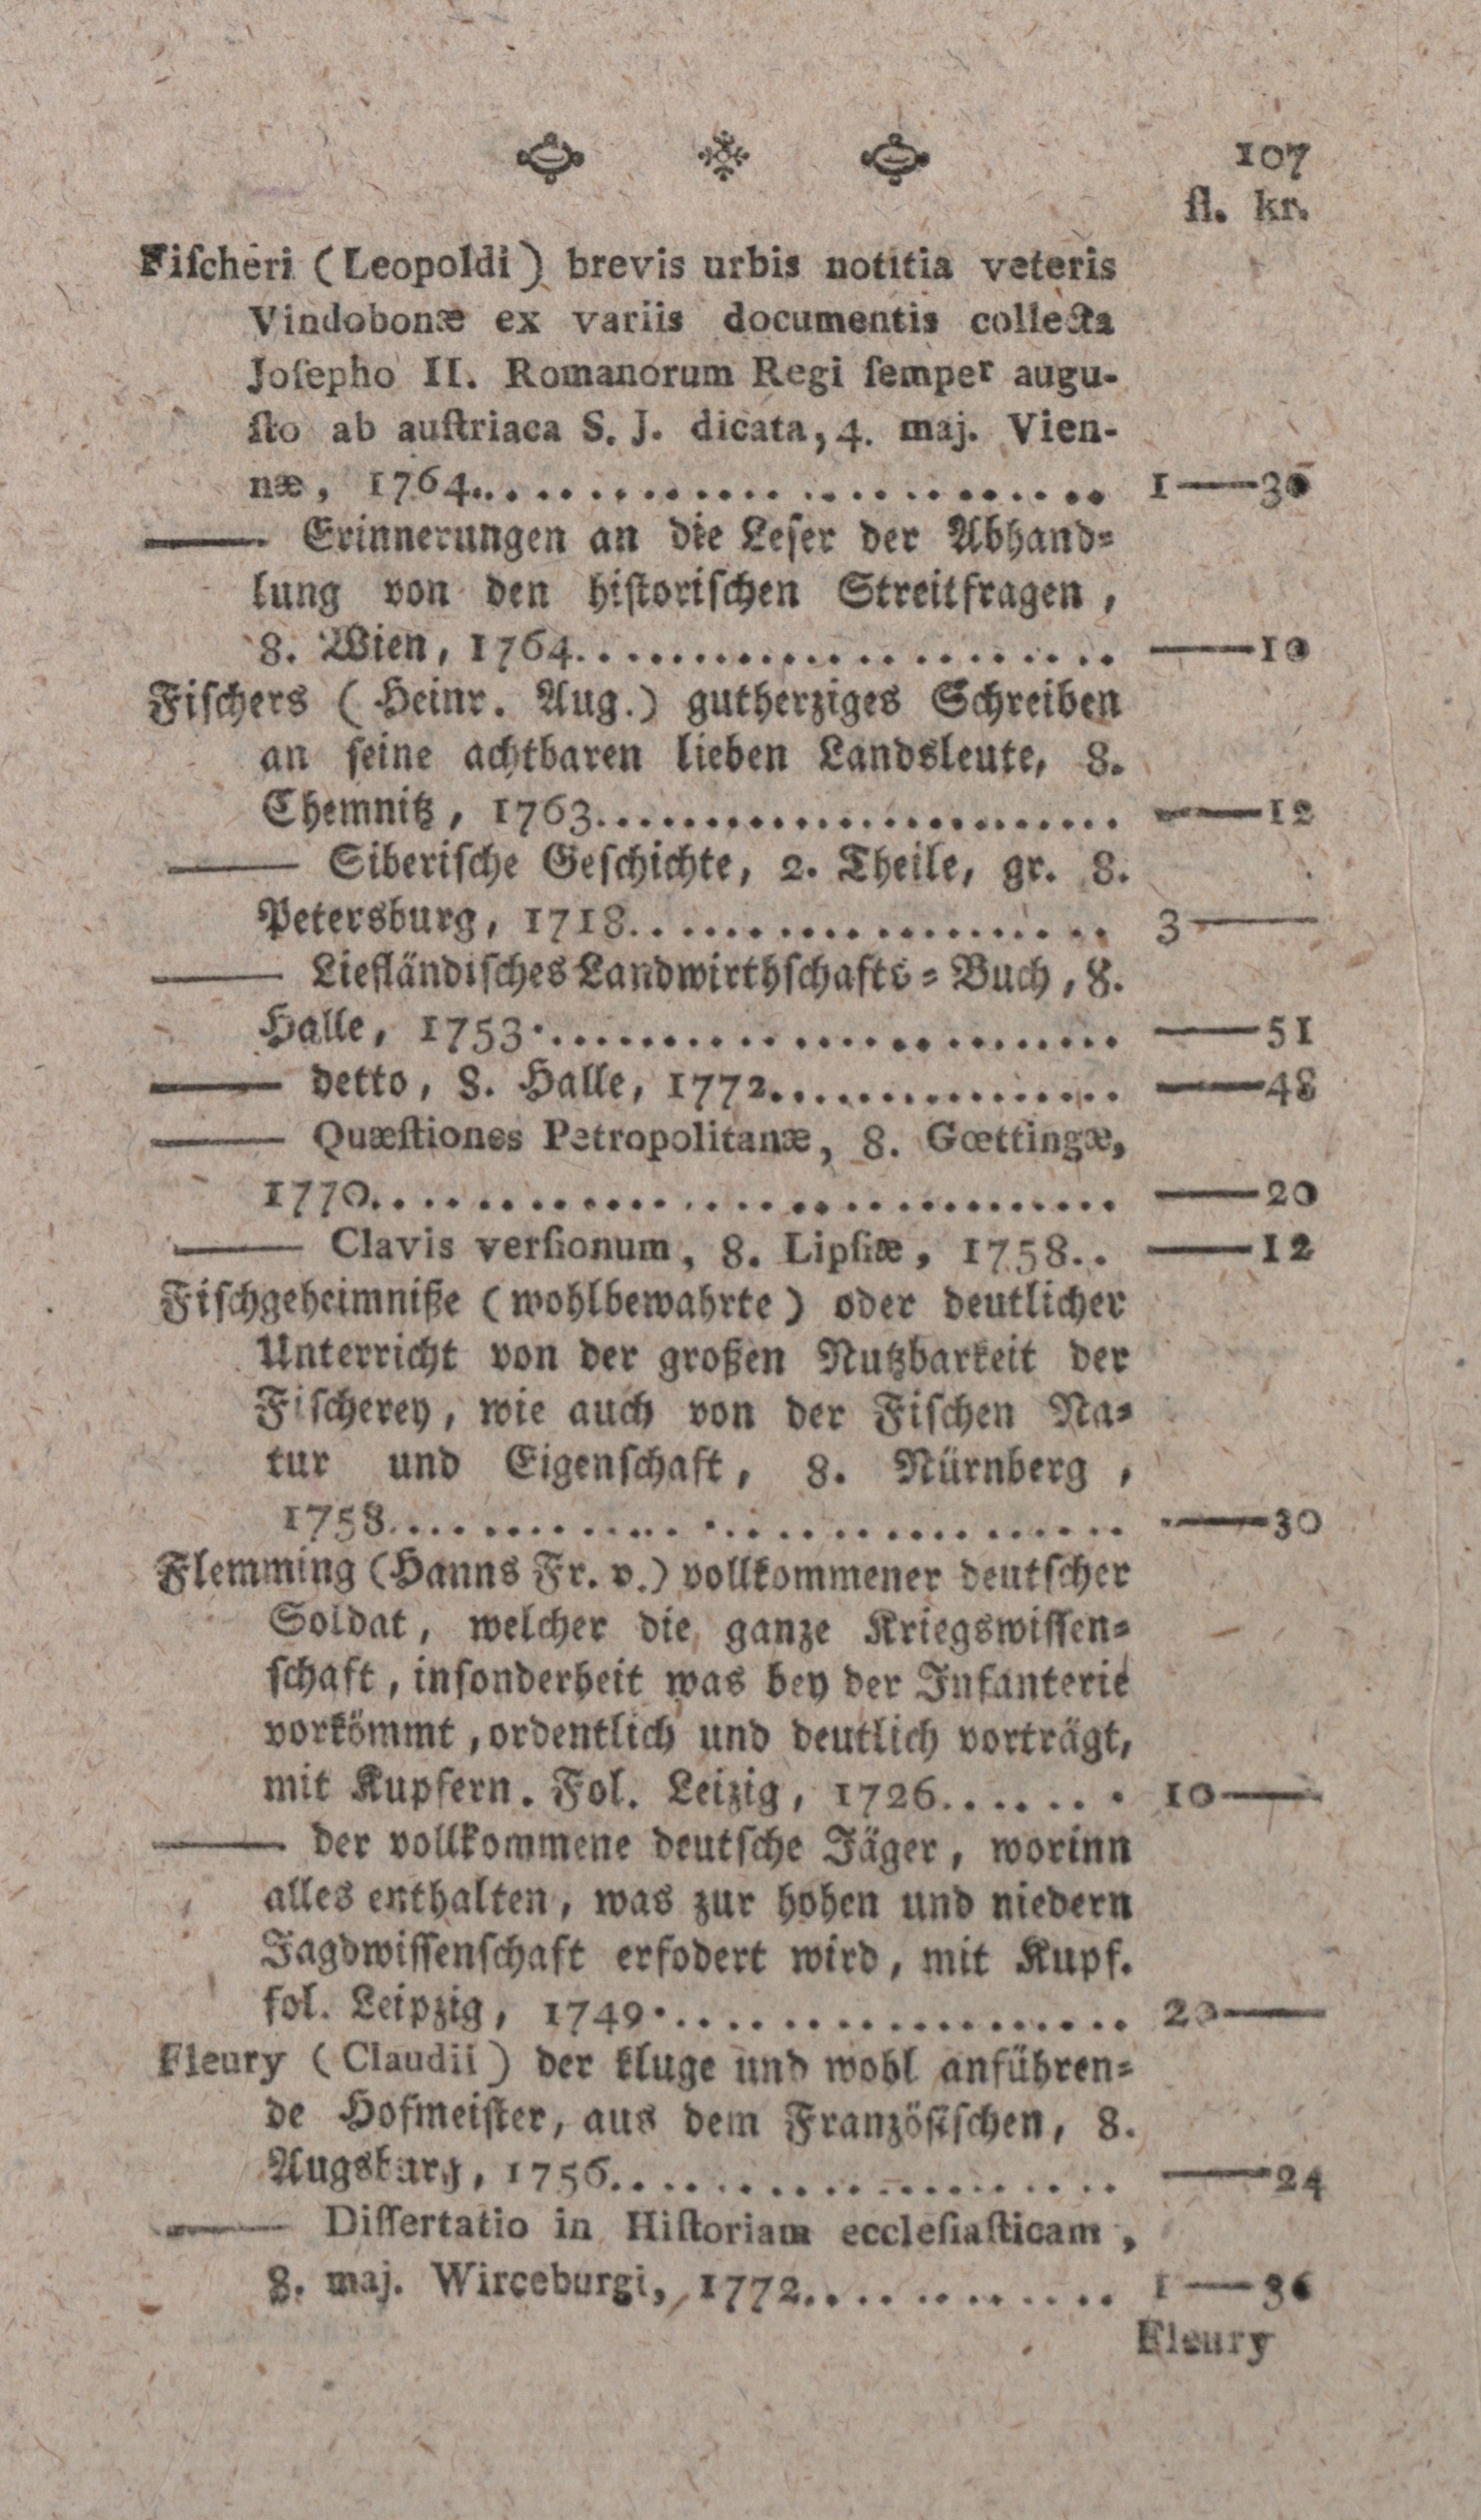 107
fl. kr.
Fiſcheri (Leopoldi) brevis urbis notitia veteris
Vindobonæ ex variis documentis collecta
Joſepho II. Romanorum Regi ſemper augu-
ſto ab auſtriaca S. J. dicata, 4. maj. Vien-
næ, 1764........................ 1——30
—— Erinnerungen an die Leſer der Abhand-
lung von den hiſtoriſchen Streitfragen,
8. Wien, 1764...................... ——10
Fiſchers (Heinr. Aug.) gutherziges Schreiben
an ſeine achtbaren lieben Landsleute, 8.
Chemnitz, 1763...................... ——12
—— Siberiſche Geſchichte, 2. Theile, gr. 8.
Petersburg, 1718.................... 3——
—— Liefländiſches Landwirthſchafts-Buch, 8.
Halle, 1753........................ ——51
—— detto, 8. Halle, 1772............... ——48
—— Quæſtiones Petropolitanæ, 8. Gœttingæ,
1770.............................. ——20
—— Clavis verſionum, 8. Lipſiæ, 1758.. ——12
Fiſchgeheimniße (wohlbewahrte) oder deutlicher
Unterricht von der großen Nutzbarkeit der
Fiſcherey, wie auch von der Fiſchen Na-
tur und Eigenſchaft, 8. Nürnberg,
1758.............................. ——30
Flemming (Hanns Fr. v.) vollkommener deutſcher
Soldat, welcher die ganze Kriegswiſſen-
ſchaft, inſonderheit was bey der Infanterie
vorkömmt, ordentlich und deutlich vorträgt,
mit Kupfern. Fol. Leizig, 1726....... 10——
—— der vollkommene deutſche Jäger, worinn
alles enthalten, was zur hohen und niedern
Jagdwiſſenſchaft erfodert wird, mit Kupf.
fol. Leipzig, 1749.................. 20——
Fleury (Claudii) der kluge und wohl anführen-
de Hofmeiſter, aus dem Franzöſiſchen, 8.
Augsburg, 1756.................... ——24
—— Diſſertatio in Hiſtoriam eccleſiaſticam,
8. maj. Wirceburgi, 1772............ 1——36
Fleury